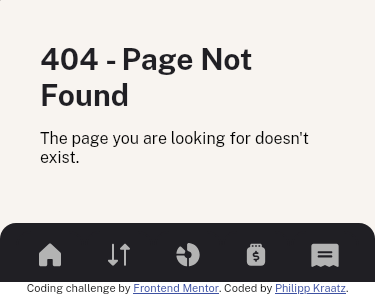 404 - Page Not
Found
The page you are looking for doesn't
exist.
Coding challenge by Frontend Mentor. Coded by Philipp Kraatz.